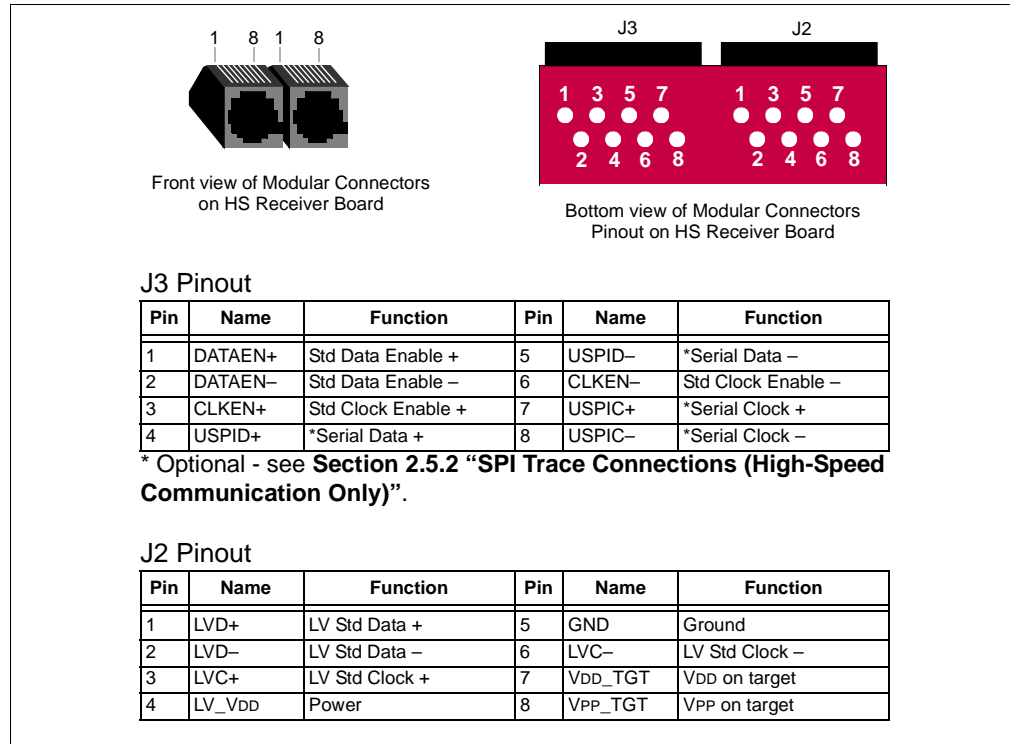 1 8 1 8
J3 J2
1 3 5 7 1 3 5 7
2 4 6 8 2 4 6 8
Front view of Modular Connectors
on HS Receiver Board
Bottom view of Modular Connectors
Pinout on HS Receiver Board
J3 Pinout
Pin Name Function Pin Name Function
1 DATAEN+ Std Data Enable + 5 USPID– *Serial Data –
2 DATAEN– Std Data Enable – 6 CLKEN– Std Clock Enable –
3 CLKEN+ Std Clock Enable + 7 USPIC+ *Serial Clock +
4 USPID+ *Serial Data + 8 USPIC– *Serial Clock –
* Optional - see Section 2.5.2 “SPI Trace Connections (High-Speed
Communication Only)”.
J2 Pinout
Pin Name Function Pin Name Function
1 LVD+ LV Std Data + 5 GND Ground
2 LVD– LV Std Data – 6 LVC– LV Std Clock –
3 LVC+ LV Std Clock + 7 VDD_TGT VDD on target
4 LV_VDD Power 8 VPP_TGT VPP on target